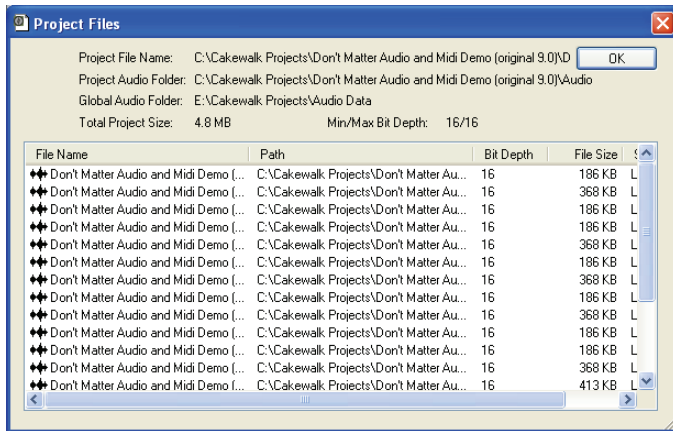 Project Files
Project File Name: C:\Cakewalk Projects\Don't Matter Audio and Midi Demo (original 9.0)\D OK
Project Audio Folder: C:\Cakewalk Projects\Don't Matter Audio and Midi Demo (original 9.0)\Audio
Global Audio Folder: E:\Cakewalk Projects\Audio Data
Total Project Size: 4.8 MB Min/Max Bit Depth: 16/16
File Name Path Bit Depth File Size S
Don't Matter Audio and Midi Demo (... C:\Cakewalk Projects\Don't Matter Au... 16 186 KB L
Don't Matter Audio and Midi Demo (... C:\Cakewalk Projects\Don't Matter Au... 16 368 KB L
Don't Matter Audio and Midi Demo (... C:\Cakewalk Projects\Don't Matter Au... 16 186 KB L
Don't Matter Audio and Midi Demo (... C:\Cakewalk Projects\Don't Matter Au... 16 186 KB L
Don't Matter Audio and Midi Demo (... C:\Cakewalk Projects\Don't Matter Au... 16 368 KB L
Don't Matter Audio and Midi Demo (... C:\Cakewalk Projects\Don't Matter Au... 16 186 KB L
Don't Matter Audio and Midi Demo (... C:\Cakewalk Projects\Don't Matter Au... 16 368 KB L
Don't Matter Audio and Midi Demo (... C:\Cakewalk Projects\Don't Matter Au... 16 186 KB L
Don't Matter Audio and Midi Demo (... C:\Cakewalk Projects\Don't Matter Au... 16 368 KB L
Don't Matter Audio and Midi Demo (... C:\Cakewalk Projects\Don't Matter Au... 16 186 KB L
Don't Matter Audio and Midi Demo (... C:\Cakewalk Projects\Don't Matter Au... 16 186 KB L
Don't Matter Audio and Midi Demo (... C:\Cakewalk Projects\Don't Matter Au... 16 368 KB L
Don't Matter Audio and Midi Demo (... C:\Cakewalk Projects\Don't Matter Au... 16 413 KB L